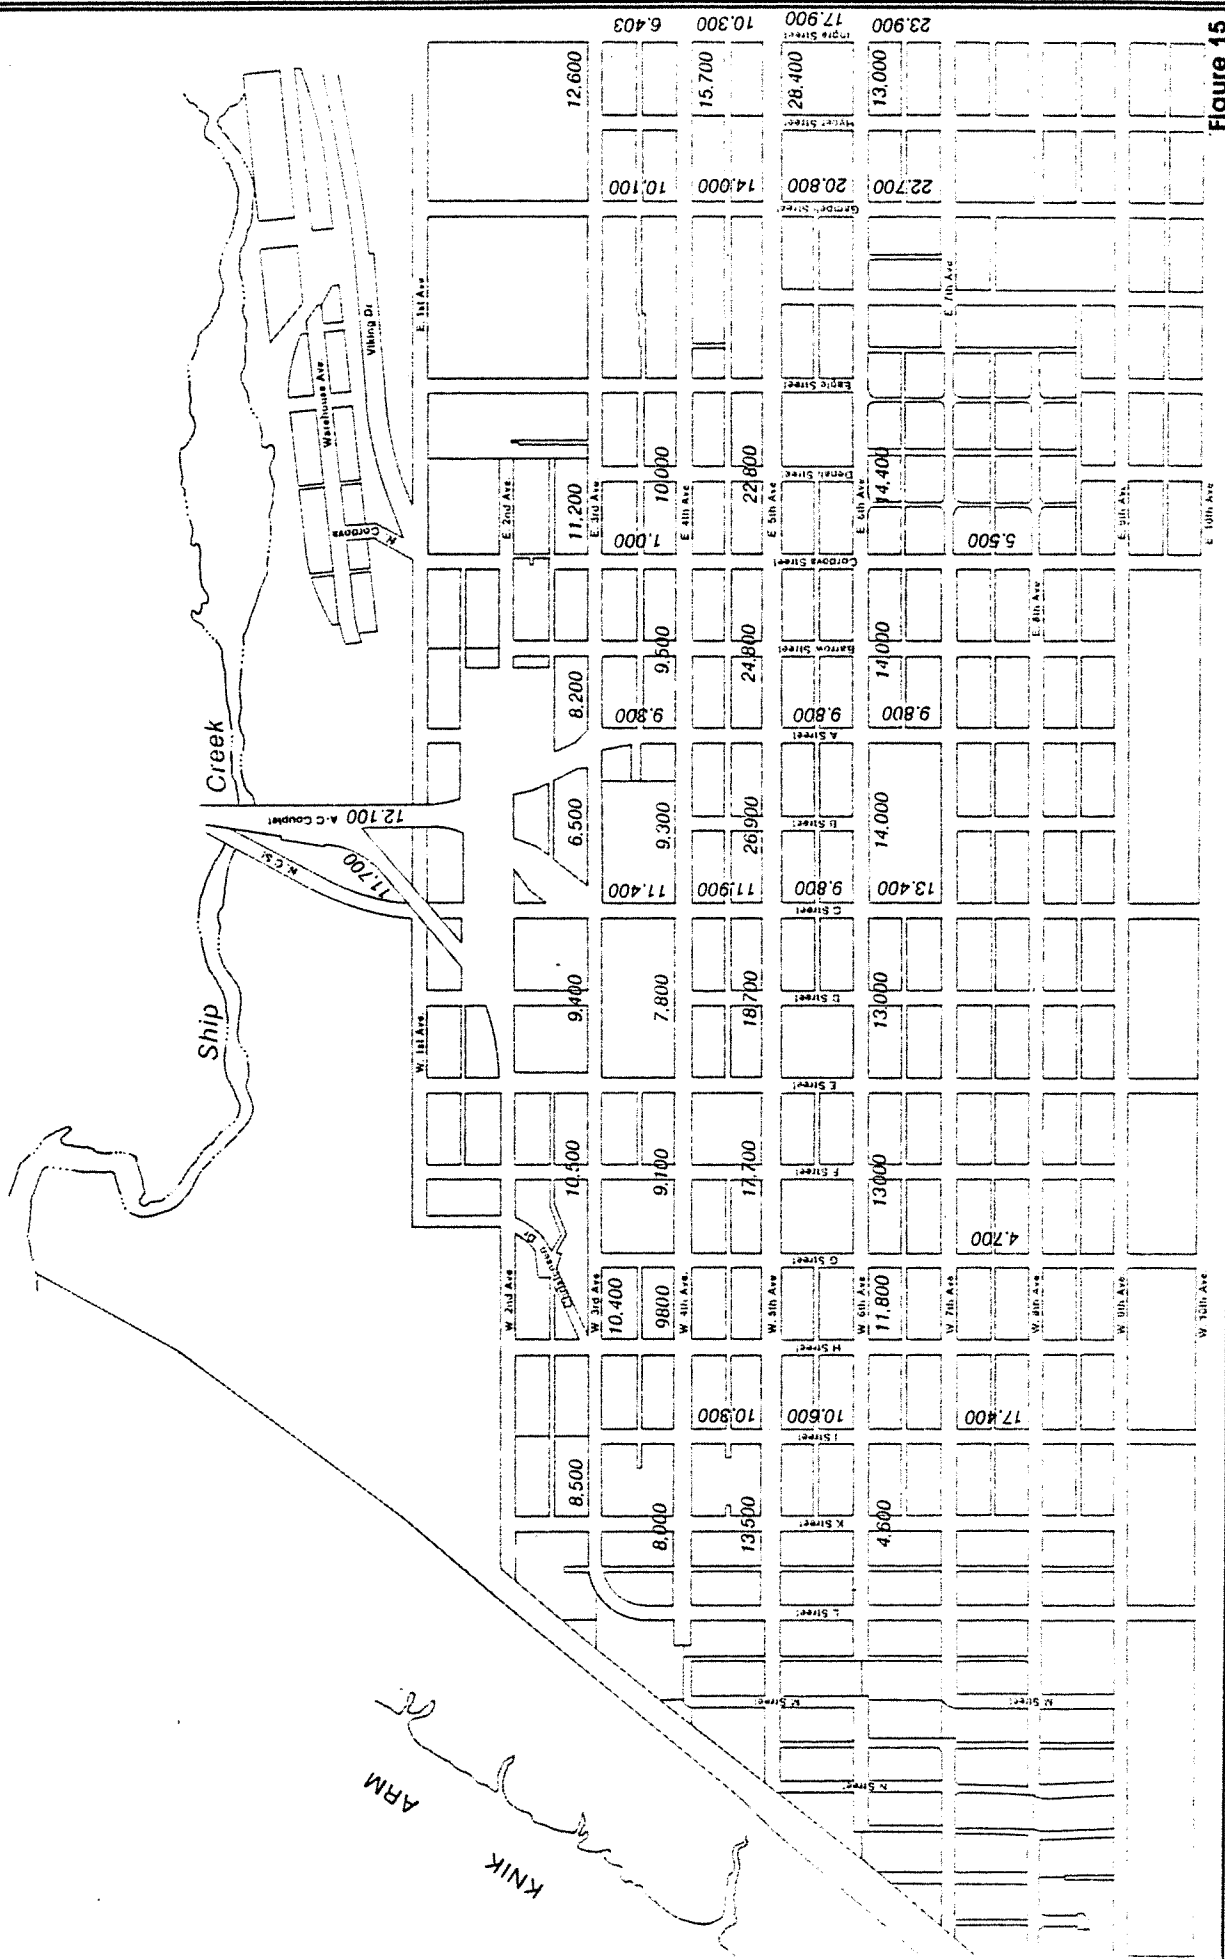 Figure 15
Ship
Creek
KNIK
ARM
Warehouse Ave
Viking Dr
N. Cordova
A-C Couplet
12.100
N. C St
11.700
Christensen Dr
W. 1st Ave
E. 1st Ave
W. 2nd Ave
E. 2nd Ave
8.500
10.500
9.400
6.500
8.200
11.200
12.600
W. 3rd Ave
E. 3rd Ave
10.400
11.400
9.800
1.000
10.100
6.403
8.000
9800
9.100
7.800
9.300
9.500
10.000
W. 4th Ave
E. 4th Ave
15.700
10.800
11.900
14.000
10.300
13.500
17.700
18.700
26.900
24.800
22.800
W. 5th Ave
E. 5th Ave
28.400
N Street
M Street
L Street
K Street
I Street
H Street
G Street
F Street
E Street
D Street
C Street
B Street
A Street
Barrow Street
Cordova Street
Denali Street
Eagle Street
Gambell Street
Hyder Street
Ingra Street
10.600
9.800
9.800
20.800
17.900
W. 6th Ave
E. 6th Ave
4.600
11.800
13000
13.000
14.000
14.000
14.400
13.000
13.400
9.800
22.700
23.900
W. 7th Ave
E. 7th Ave
17.400
4.700
5.500
M Street
W. 8th Ave
E. 8th Ave
W. 9th Ave
E. 9th Ave
W. 10th Ave
E. 10th Ave